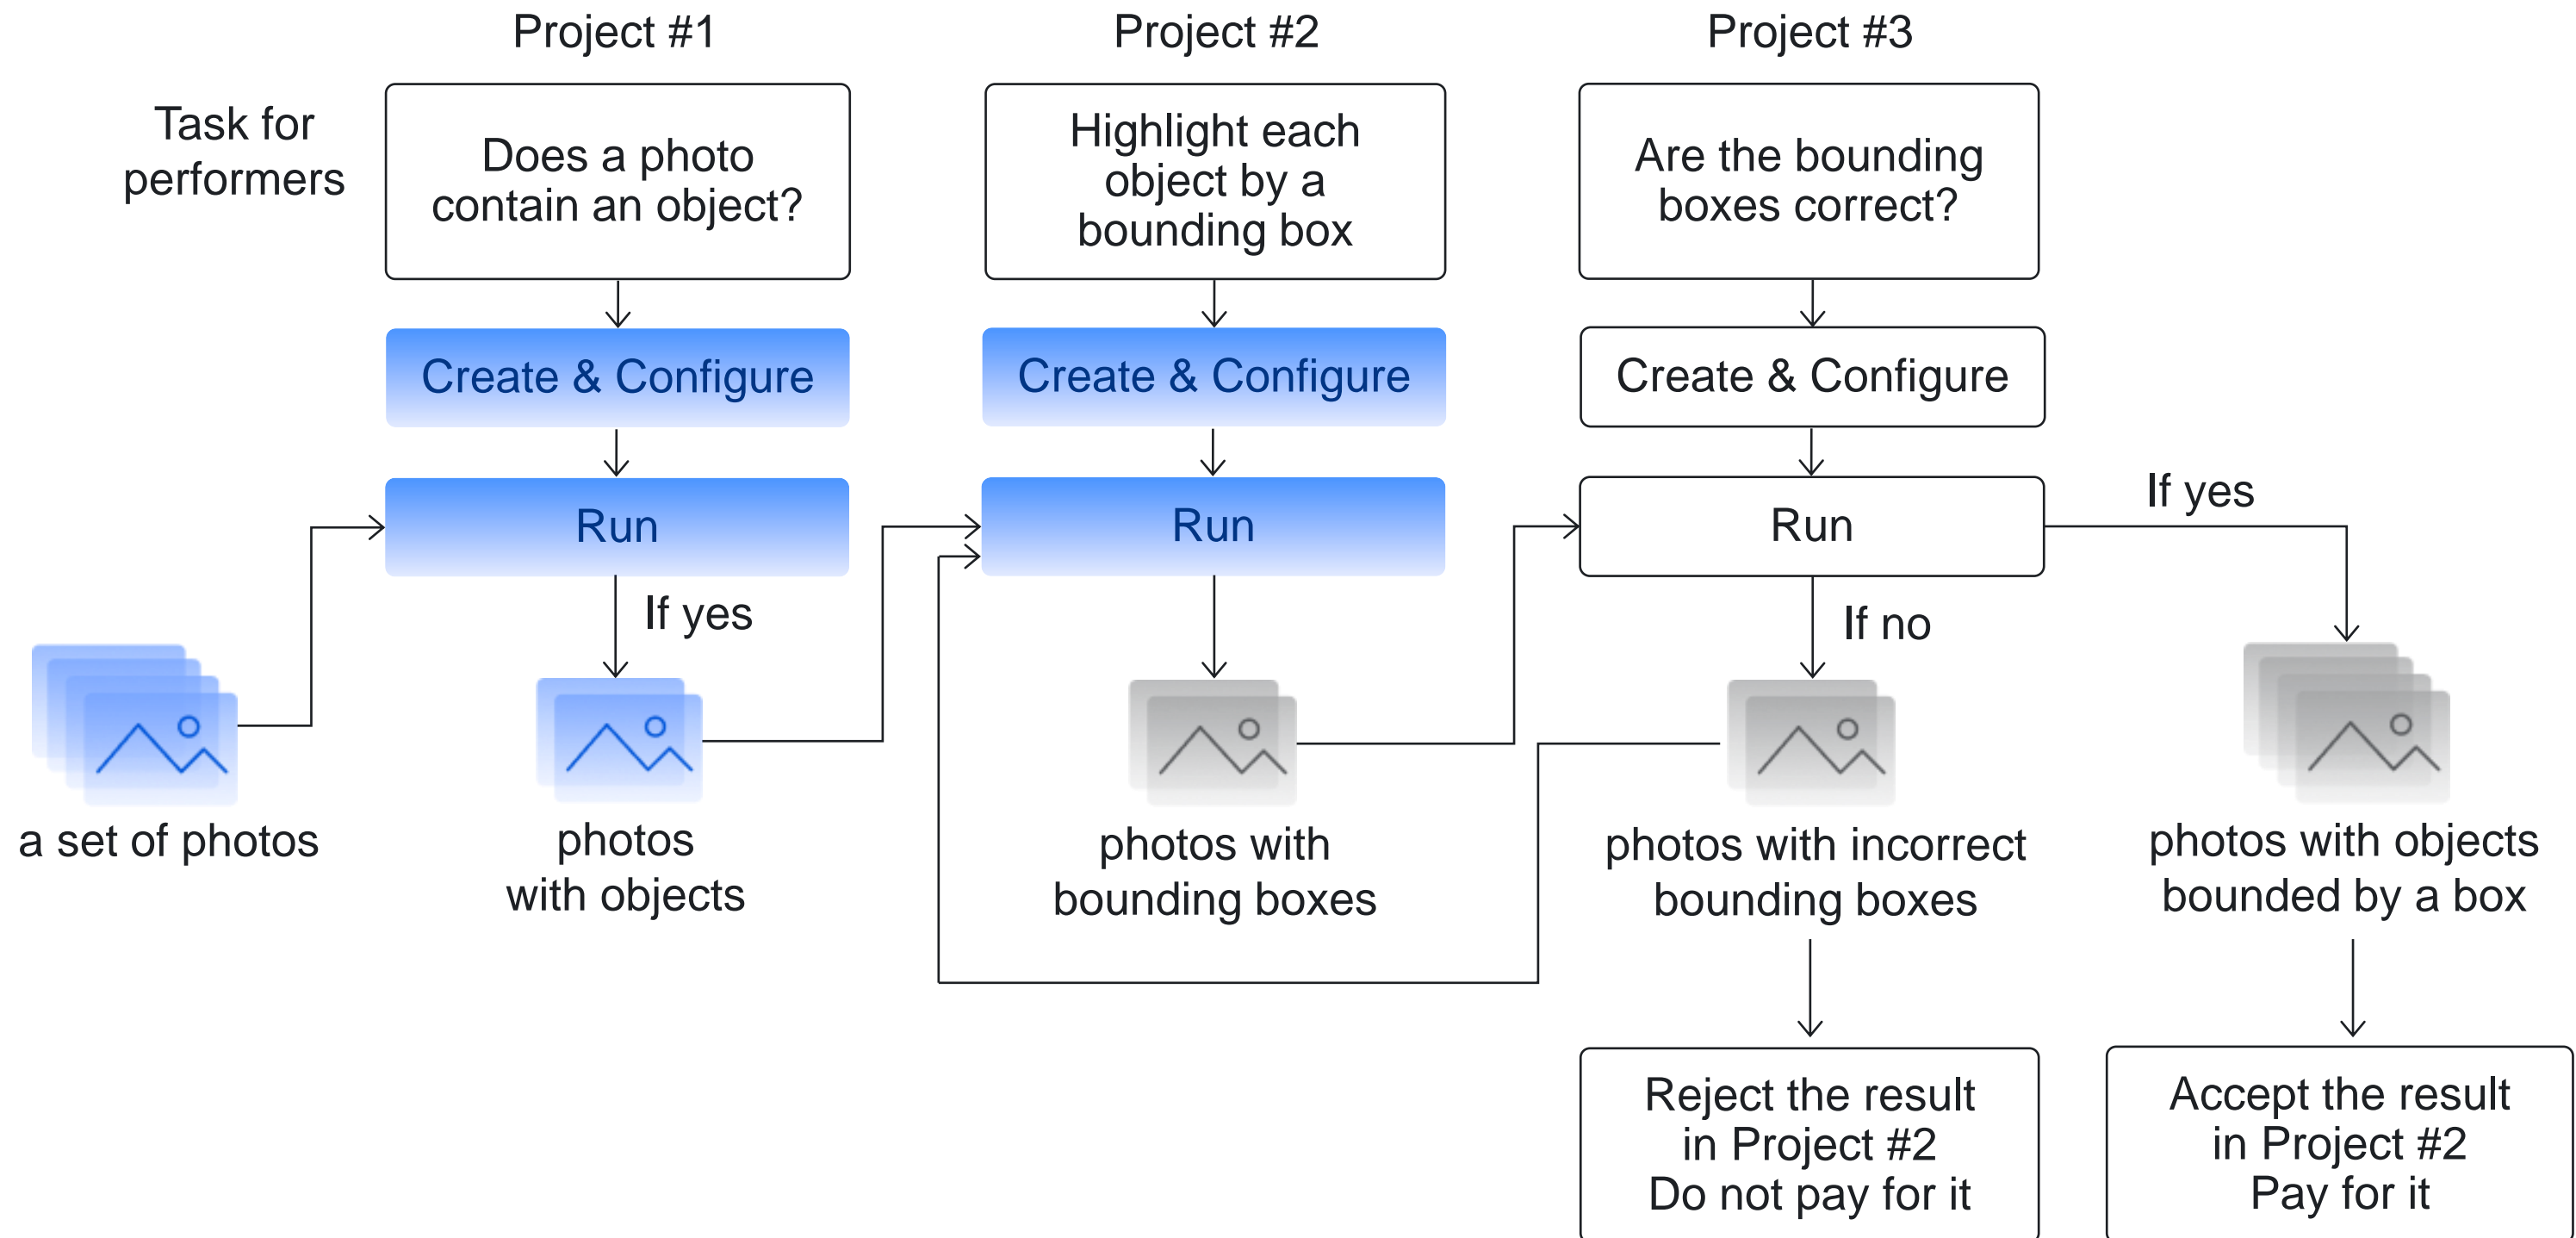 Project #1
Project #2
Project #3
Task for
performers
Does a photo
contain an object?
Highlight each
object by a
bounding box
Are the bounding
boxes correct?
Create & Configure
Create & Configure
Create & Configure
Run
Run
Run
If yes
If yes
If no
a set of photos
photos
with objects
photos with
bounding boxes
photos with incorrect
bounding boxes
photos with objects
bounded by a box
Reject the result
in Project #2
Do not pay for it
Accept the result
in Project #2
Pay for it